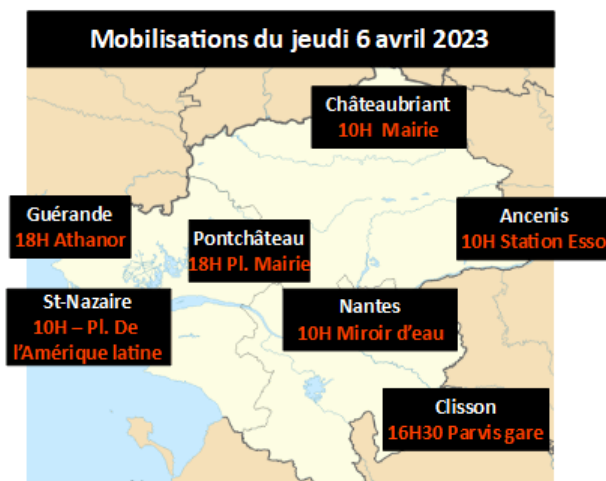 Mobilisations du jeudi 6 avril 2023
Châteaubriant
10H Mairie
Guérande
18H Athanor
Pontchâteau
18H Pl. Mairie
Ancenis
10H Station Esso
St-Nazaire
10H – Pl. De
l'Amérique latine
Nantes
10H Miroir d'eau
Clisson
16H30 Parvis gare